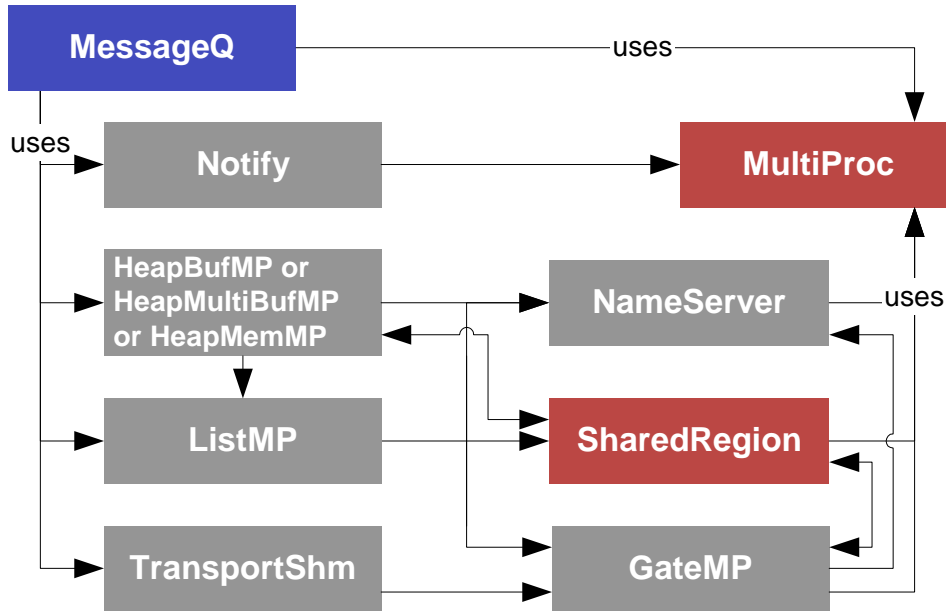 MessageQ
uses
uses
Notify
MultiProc
HeapBufMP or
HeapMultiBufMP
or HeapMemMP
NameServer
uses
ListMP
SharedRegion
TransportShm
GateMP